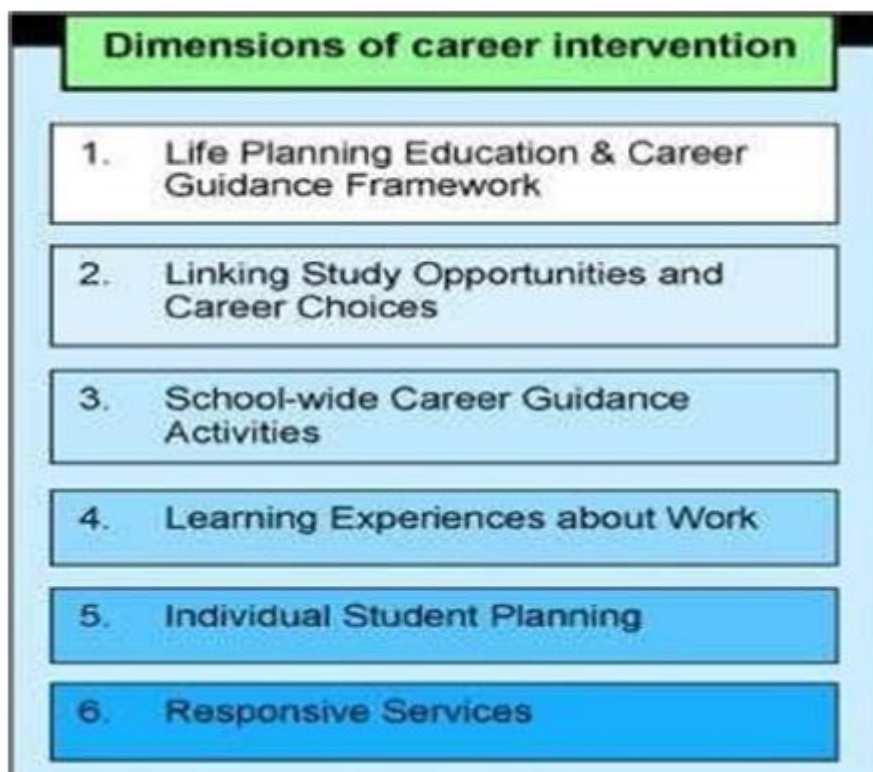 Dimensions of career intervention
1. Life Planning Education & Career
Guidance Framework
2. Linking Study Opportunities and
Career Choices
3. School-wide Career Guidance
Activities
4. Learning Experiences about Work
5. Individual Student Planning
6. Responsive Services